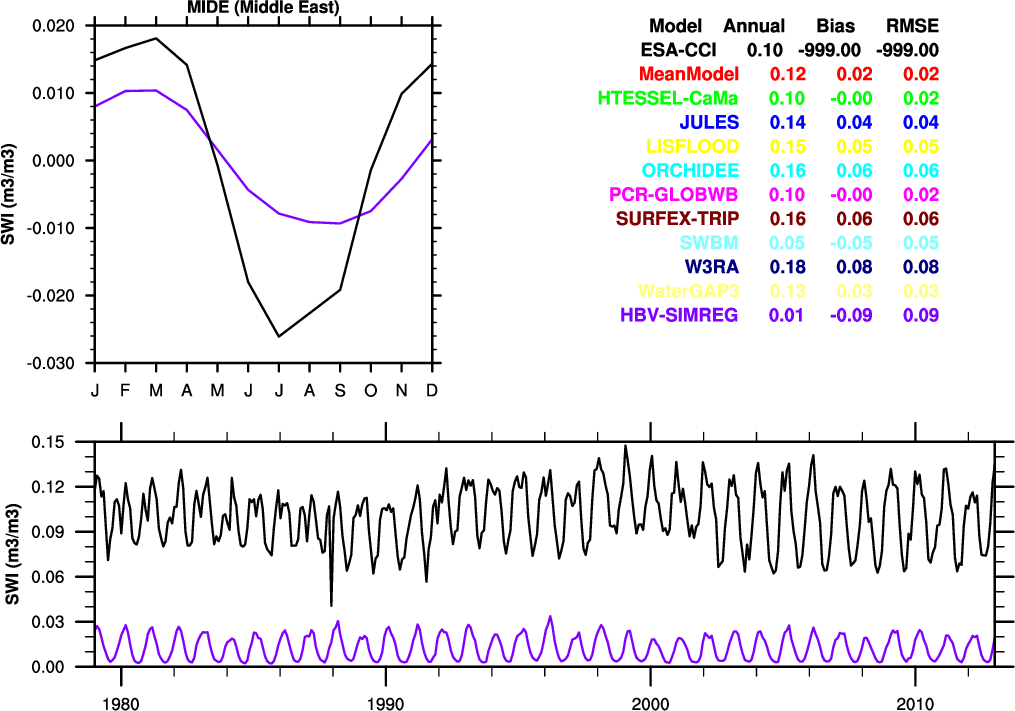 MIDE (Middle East)
0.020
0.010
0.000
-0.010
-0.020
-0.030
SWI (m3/m3)
J F M A M J J A S O N D
Model Annual Bias RMSE
ESA-CCI 0.10 -999.00 -999.00
MeanModel 0.12 0.02 0.02
HTESSEL-CaMa 0.10 -0.00 0.02
JULES 0.14 0.04 0.04
LISFLOOD 0.15 0.05 0.05
ORCHIDEE 0.16 0.06 0.06
PCR-GLOBWB 0.10 -0.00 0.02
SURFEX-TRIP 0.16 0.06 0.06
SWBM 0.05 -0.05 0.05
W3RA 0.18 0.08 0.08
WaterGAP3 0.13 0.03 0.03
HBV-SIMREG 0.01 -0.09 0.09
0.15
0.12
0.09
0.06
0.03
0.00
SWI (m3/m3)
1980 1990 2000 2010